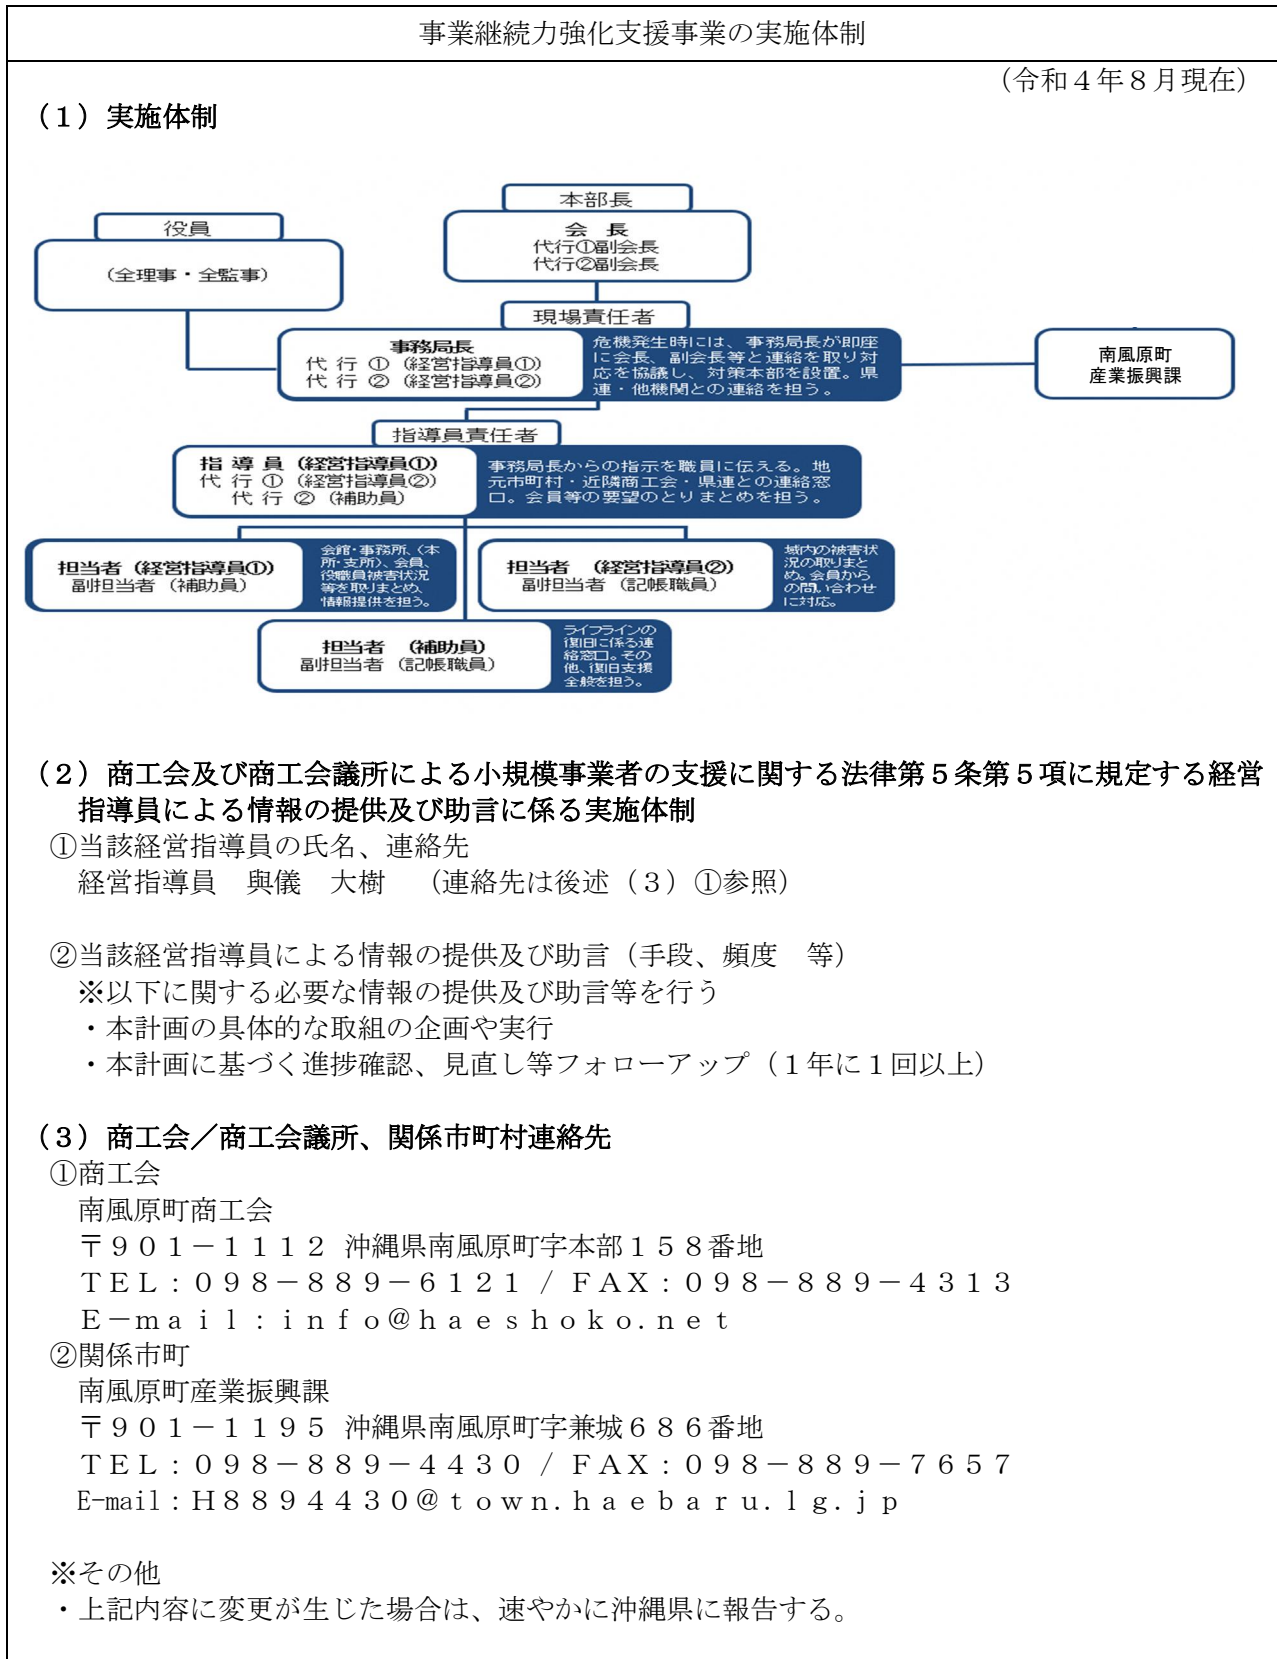 事業継続力強化支援事業の実施体制
（令和４年８月現在）
（１）実施体制
本部長
会　長
代行①副会長
代行②副会長
役員
（全理事・全監事）
現場責任者
事務局長
代 行 ① （経営指導員①）
代 行 ② （経営指導員②）
危機発生時には、事務局長が即座
に会長、副会長等と連絡を取り対
応を協議し、対策本部を設置。県
連・他機関との連絡を担う。
南風原町
産業振興課
指導員責任者
指 導 員 （経営指導員①）
代 行 ① （経営指導員②）
代 行 ② （補助員）
事務局長からの指示を職員に伝える。地
元市町村・近隣商工会・県連との連絡窓
口。会員等の要望のとりまとめを担う。
担当者 （経営指導員①）
副担当者 （補助員）
会館・事務所、（本
所・支所）、会員、
役職員被害状況
等を取りまとめ、
情報提供を担う。
担当者 （経営指導員②）
副担当者 （記帳職員）
域内の被害状
況の取りまと
め。会員から
の問い合わせ
に対応。
担当者 （補助員）
副担当者 （記帳職員）
ライフラインの
復旧に係る連
絡窓口。その
他、復旧支援
全般を担う。
（２）商工会及び商工会議所による小規模事業者の支援に関する法律第５条第５項に規定する経営
指導員による情報の提供及び助言に係る実施体制
①当該経営指導員の氏名、連絡先
経営指導員　與儀　大樹　（連絡先は後述（３）①参照）
②当該経営指導員による情報の提供及び助言（手段、頻度　等）
※以下に関する必要な情報の提供及び助言等を行う
・本計画の具体的な取組の企画や実行
・本計画に基づく進捗確認、見直し等フォローアップ（１年に１回以上）
（３）商工会／商工会議所、関係市町村連絡先
①商工会
南風原町商工会
〒９０１－１１１２ 沖縄県南風原町字本部１５８番地
ＴＥＬ：０９８－８８９－６１２１ / ＦＡＸ：０９８－８８９－４３１３
Ｅ－ｍａｉｌ：ｉｎｆｏ＠ｈａｅｓｈｏｋｏ．ｎｅｔ
②関係市町
南風原町産業振興課
〒９０１－１１９５ 沖縄県南風原町字兼城６８６番地
ＴＥＬ：０９８－８８９－４４３０ / ＦＡＸ：０９８－８８９－７６５７
E-mail：Ｈ８８９４４３０＠ｔｏｗｎ．ｈａｅｂａｒｕ．ｌｇ．ｊｐ
※その他
・上記内容に変更が生じた場合は、速やかに沖縄県に報告する。